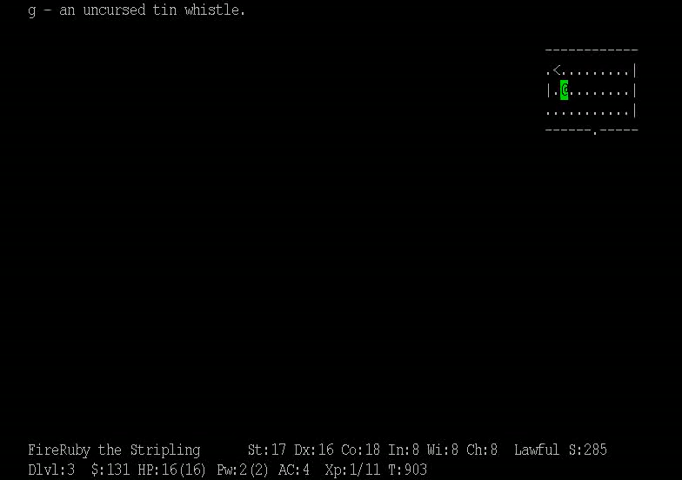 g - an uncursed tin whistle.
------------
.<.........|
|.@........|
...........|
------.-----
FireRuby the Stripling St:17 Dx:16 Co:18 In:8 Wi:8 Ch:8 Lawful S:285
Dlvl:3 $:131 HP:16(16) Pw:2(2) AC:4 Xp:1/11 T:903